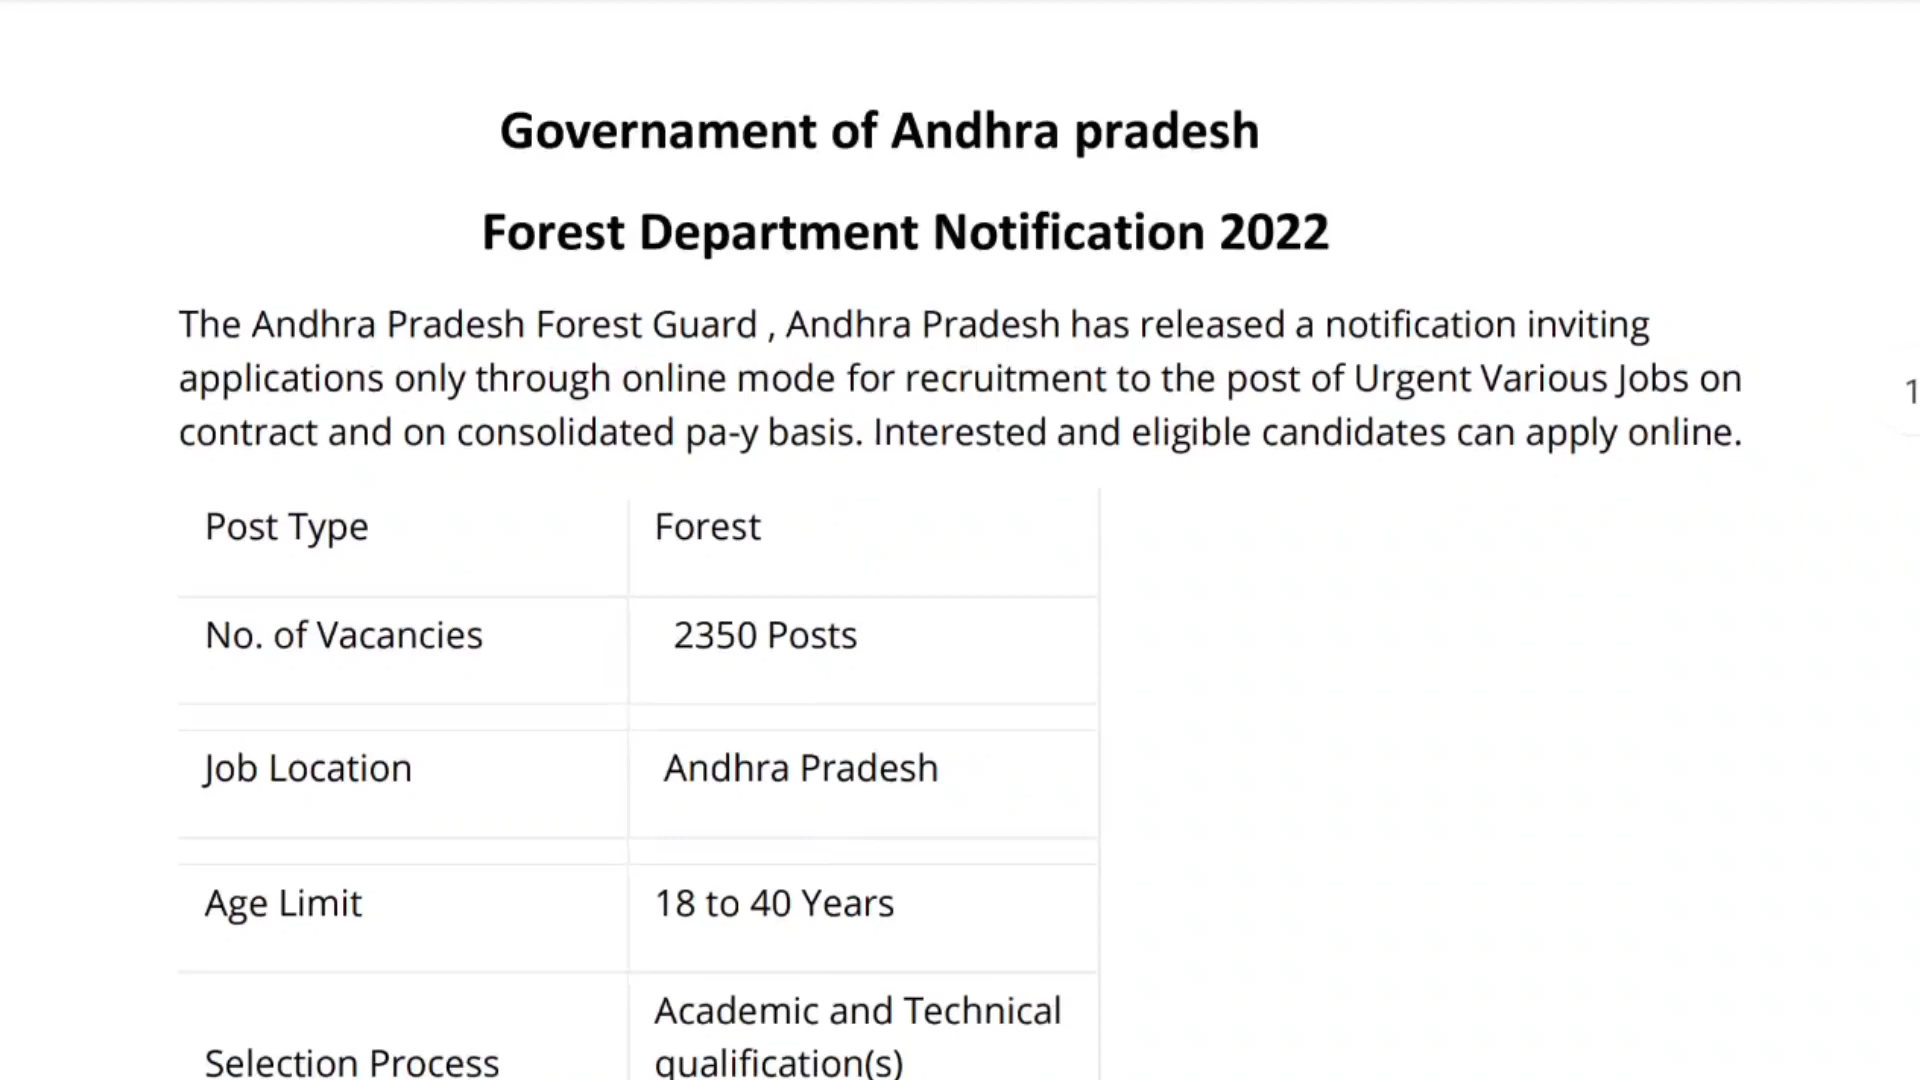 Governament of Andhra pradesh
Forest Department Notification 2022
The Andhra Pradesh Forest Guard , Andhra Pradesh has released a notification inviting
applications only through online mode for recruitment to the post of Urgent Various Jobs on
contract and on consolidated pa-y basis. Interested and eligible candidates can apply online.
1
Post Type Forest
No. of Vacancies 2350 Posts
Job Location Andhra Pradesh
Age Limit 18 to 40 Years
Academic and Technical
Selection Process qualification(s)